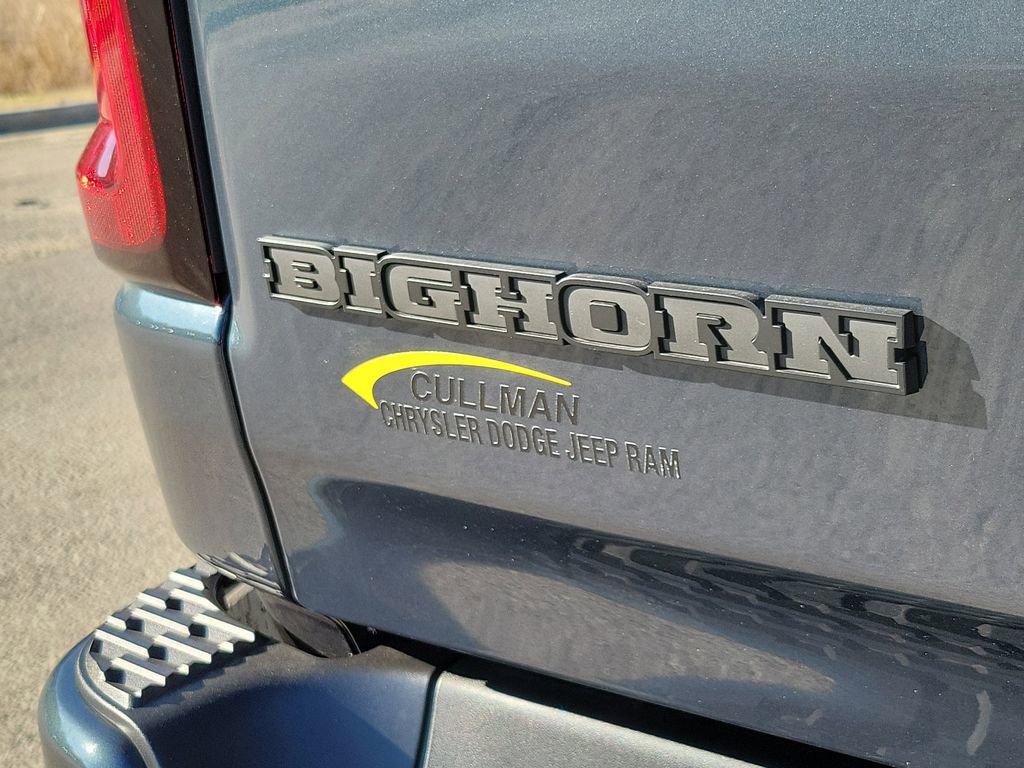 BIGHORN
CULLMAN
CHRYSLER DODGE JEEP RAM